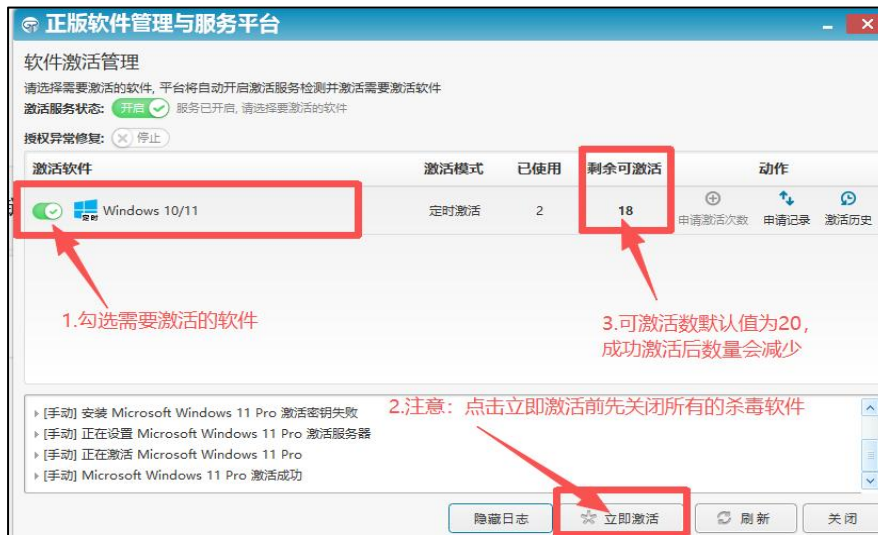 正版软件管理与服务平台
软件激活管理
请选择需要激活的软件, 平台将自动开启激活服务检测并激活需要激活软件
激活服务状态: 开启 服务已开启, 请选择要激活的软件
授权异常修复: 停止
激活软件 激活模式 已使用 剩余可激活 动作
定时 Windows 10/11 定时激活 2 18 申请激活次数 申请记录 激活历史
1.勾选需要激活的软件
3.可激活数默认值为20，
成功激活后数量会减少
2.注意：点击立即激活前先关闭所有的杀毒软件
[手动] 安装 Microsoft Windows 11 Pro 激活密钥失败
[手动] 正在设置 Microsoft Windows 11 Pro 激活服务器
[手动] 正在激活 Microsoft Windows 11 Pro
[手动] Microsoft Windows 11 Pro 激活成功
隐藏日志 立即激活 刷新 关闭